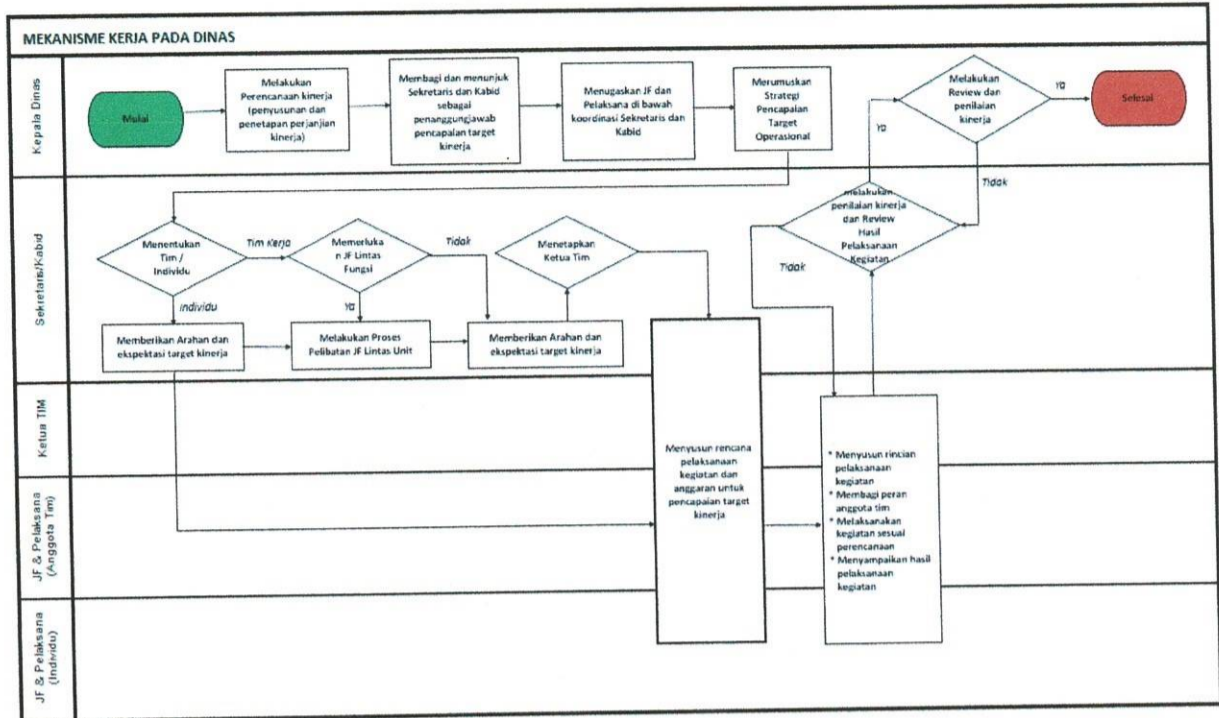 MEKANISME KERJA PADA DINAS
Kepala Dinas
Mulai
Melakukan
Perencanaan kinerja
(penyusunan dan
penetapan perjanjian
kinerja)
Membagi dan menunjuk
Sekretaris dan Kabid
sebagai
penanggungjawab
pencapaian target
kinerja
Menugaskan JF dan
Pelaksana di bawah
koordinasi Sekretaris dan
Kabid
Merumuskan
Strategi
Pencapaian
Target
Operasional
Melakukan
Review dan
penilaian
kinerja
Ya
Selesai
Ya
Tidak
Sekretaris/Kabid
Menentukan
Tim /
Individu
Tim Kerja
Memerluka
n JF Lintas
Fungsi
Tidak
Menetapkan
Ketua Tim
melakukan
penilaian kinerja
dan Review
Hasil
Pelaksanaan
Kegiatan
Tidak
Individu
Ya
Memberikan Arahan dan
ekspektasi target kinerja
Melakukan Proses
Pelibatan JF Lintas Unit
Memberikan Arahan dan
ekspektasi target kinerja
Ketua TIM
JF & Pelaksana
(Anggota Tim)
JF & Pelaksana
(Individu)
Menyusun rencana
pelaksanaan
kegiatan dan
anggaran untuk
pencapaian target
kinerja
* Menyusun rincian
pelaksanaan
kegiatan
* Membagi peran
anggota tim
* Melaksanakan
kegiatan sesuai
perencanaan
* Menyampaikan hasil
pelaksanaan
kegiatan